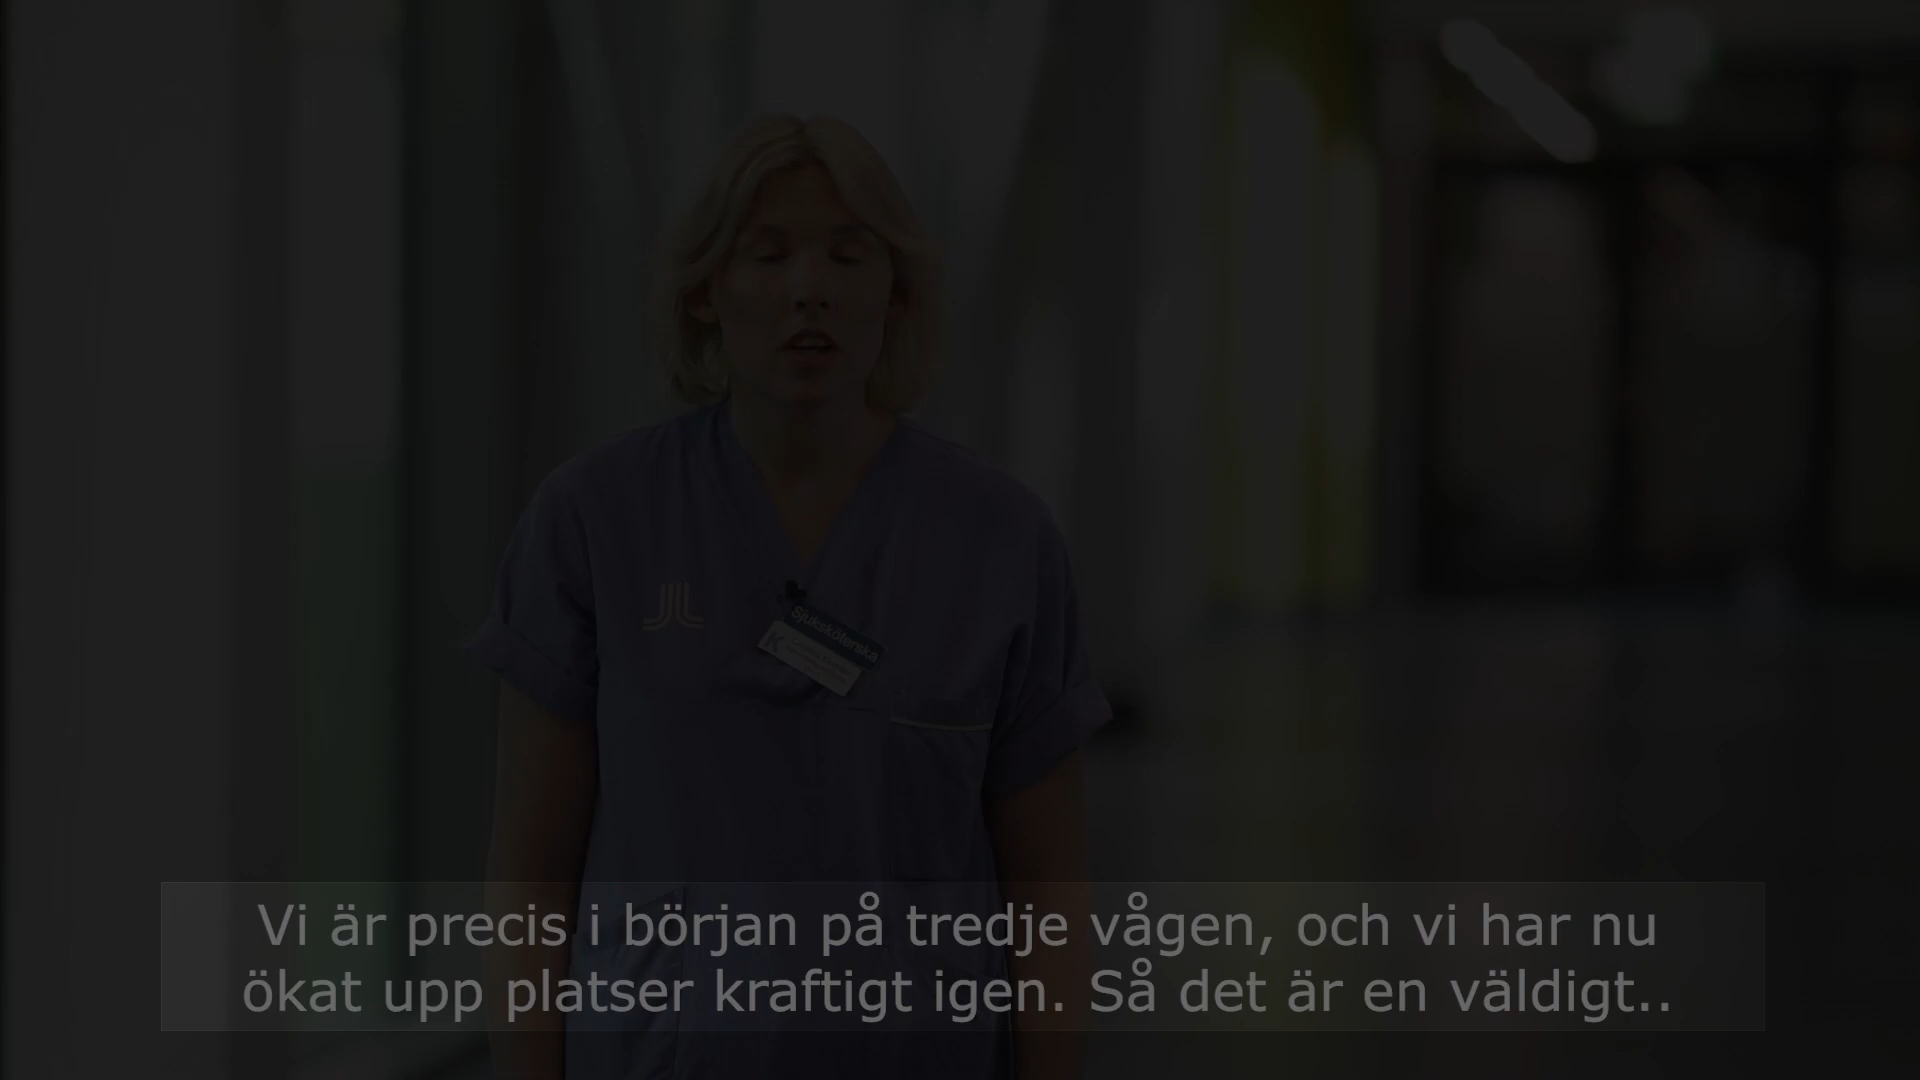 Sjuksköterska
Vi är precis i början på tredje vågen, och vi har nu
ökat upp platser kraftigt igen. Så det är en väldigt..